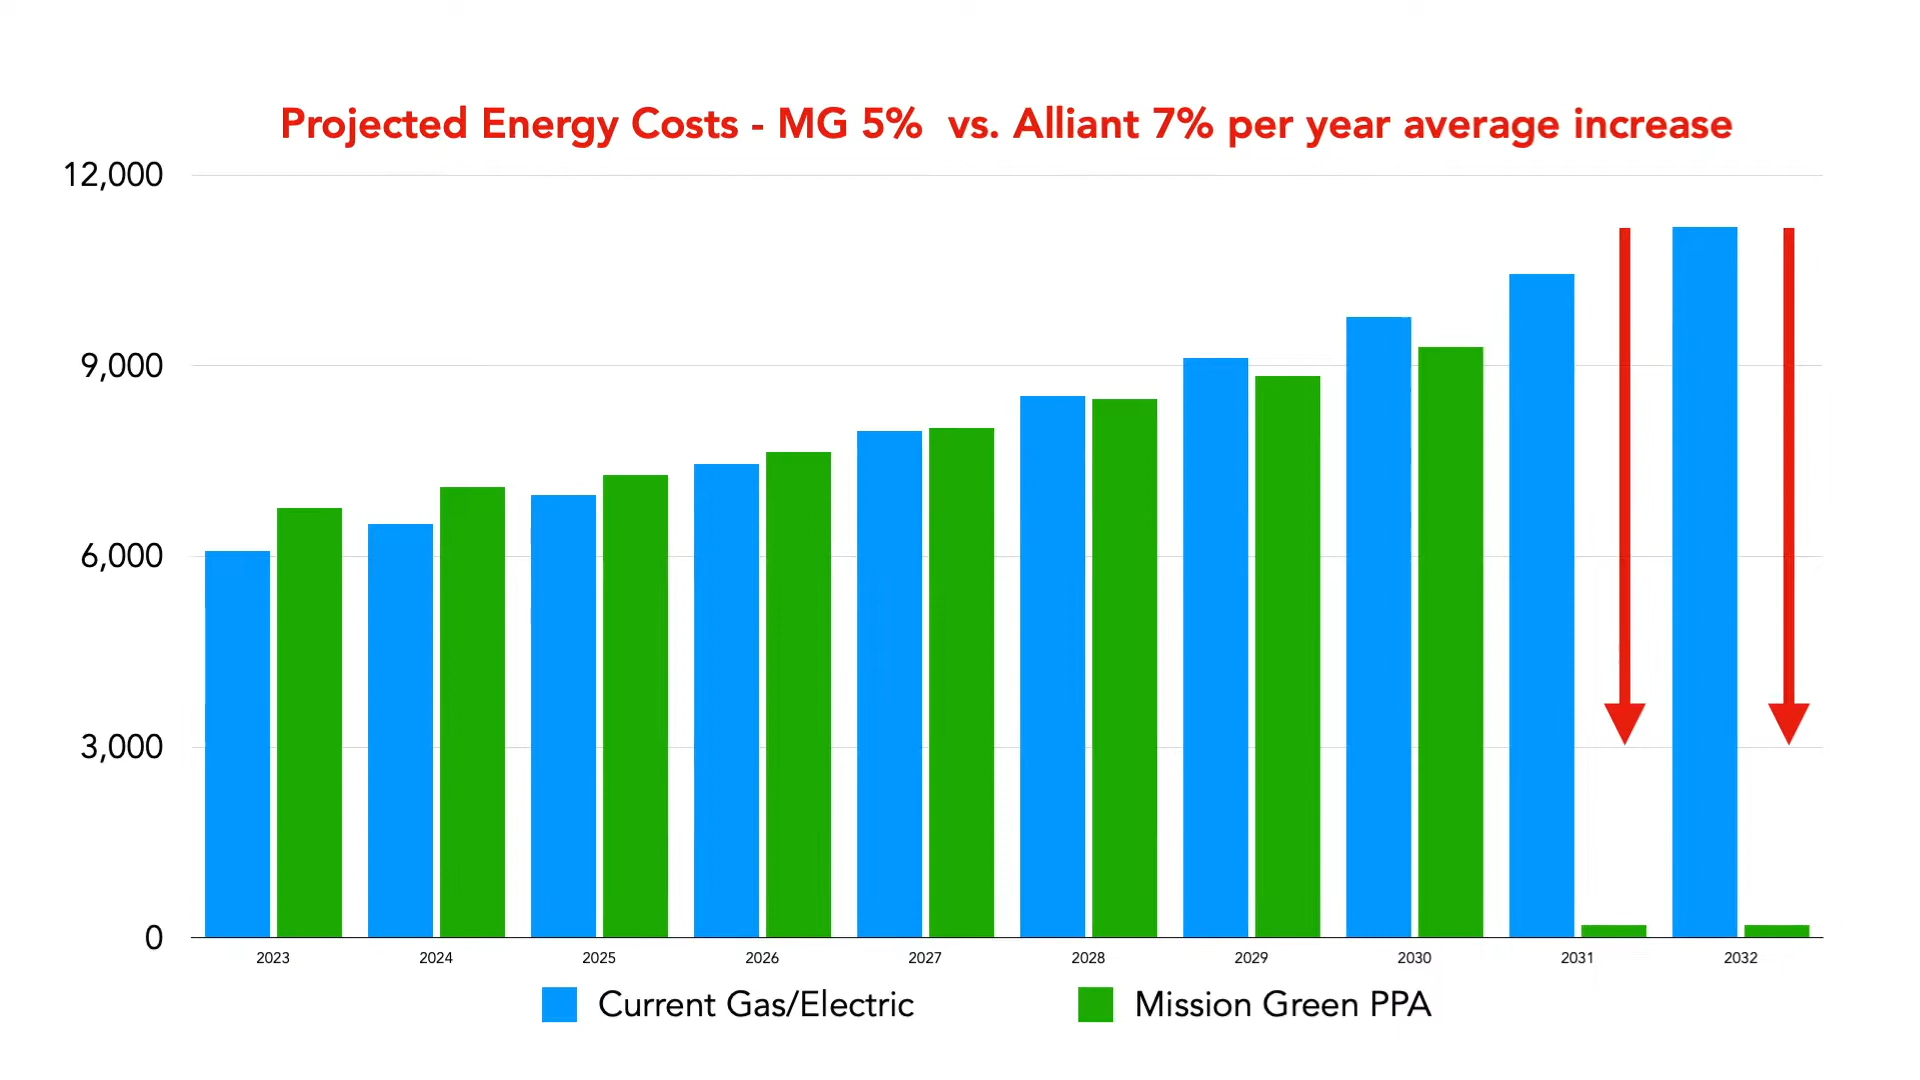 Projected Energy Costs - MG 5% vs. Alliant 7% per year average increase
12,000
9,000
6,000
3,000
0
2023 2024 2025 2026 2027 2028 2029 2030 2031 2032
Current Gas/Electric Mission Green PPA